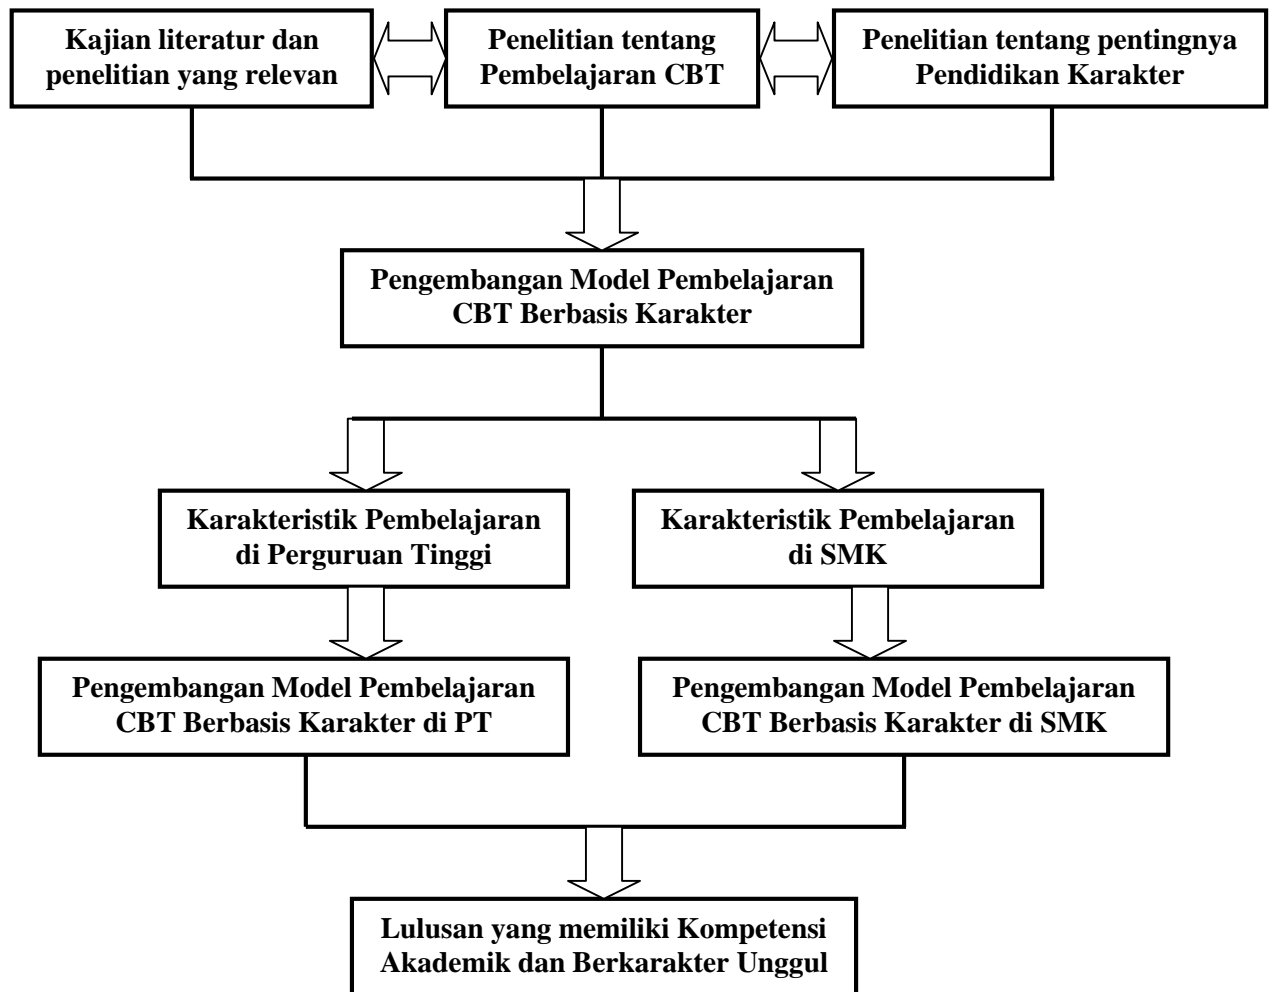 Kajian literatur dan
penelitian yang relevan
Penelitian tentang
Pembelajaran CBT
Penelitian tentang pentingnya
Pendidikan Karakter
Pengembangan Model Pembelajaran
CBT Berbasis Karakter
Karakteristik Pembelajaran
di Perguruan Tinggi
Karakteristik Pembelajaran
di SMK
Pengembangan Model Pembelajaran
CBT Berbasis Karakter di PT
Pengembangan Model Pembelajaran
CBT Berbasis Karakter di SMK
Lulusan yang memiliki Kompetensi
Akademik dan Berkarakter Unggul